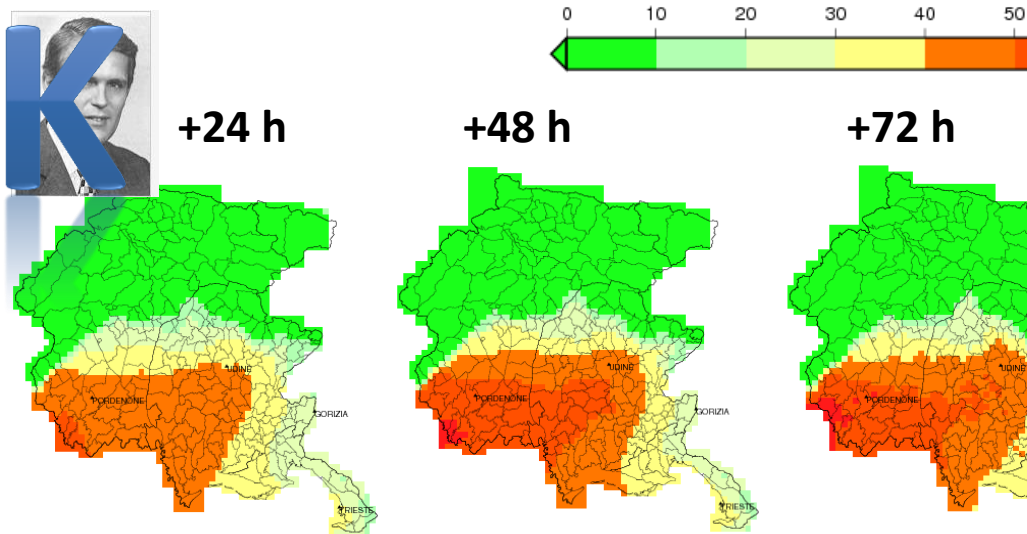 0 10 20 30 40 50
K
+24 h +48 h +72 h
UDINE
PORDENONE
GORIZIA
TRIESTE
UDINE
PORDENONE
GORIZIA
TRIESTE
UDINE
PORDENONE